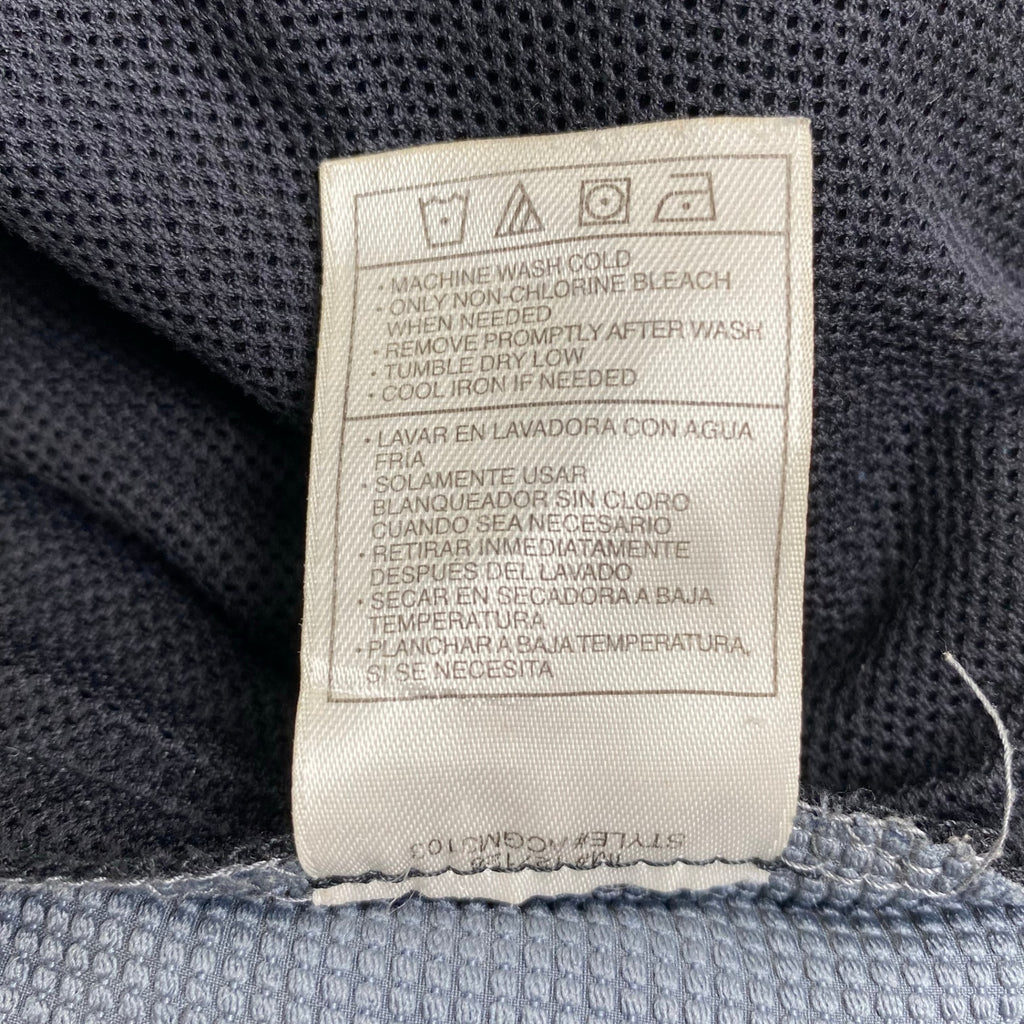 • MACHINE WASH COLD
• ONLY NON-CHLORINE BLEACH
WHEN NEEDED
• REMOVE PROMPTLY AFTER WASH
• TUMBLE DRY LOW
• COOL IRON IF NEEDED
• LAVAR EN LAVADORA CON AGUA
FRIA
• SOLAMENTE USAR
BLANQUEADOR SIN CLORO
CUANDO SEA NECESARIO
• RETIRAR INMEDIATAMENTE
DESPUES DEL LAVADO
• SECAR EN SECADORA A BAJA
TEMPERATURA
• PLANCHAR A BAJA TEMPERATURA,
SI SE NECESITA